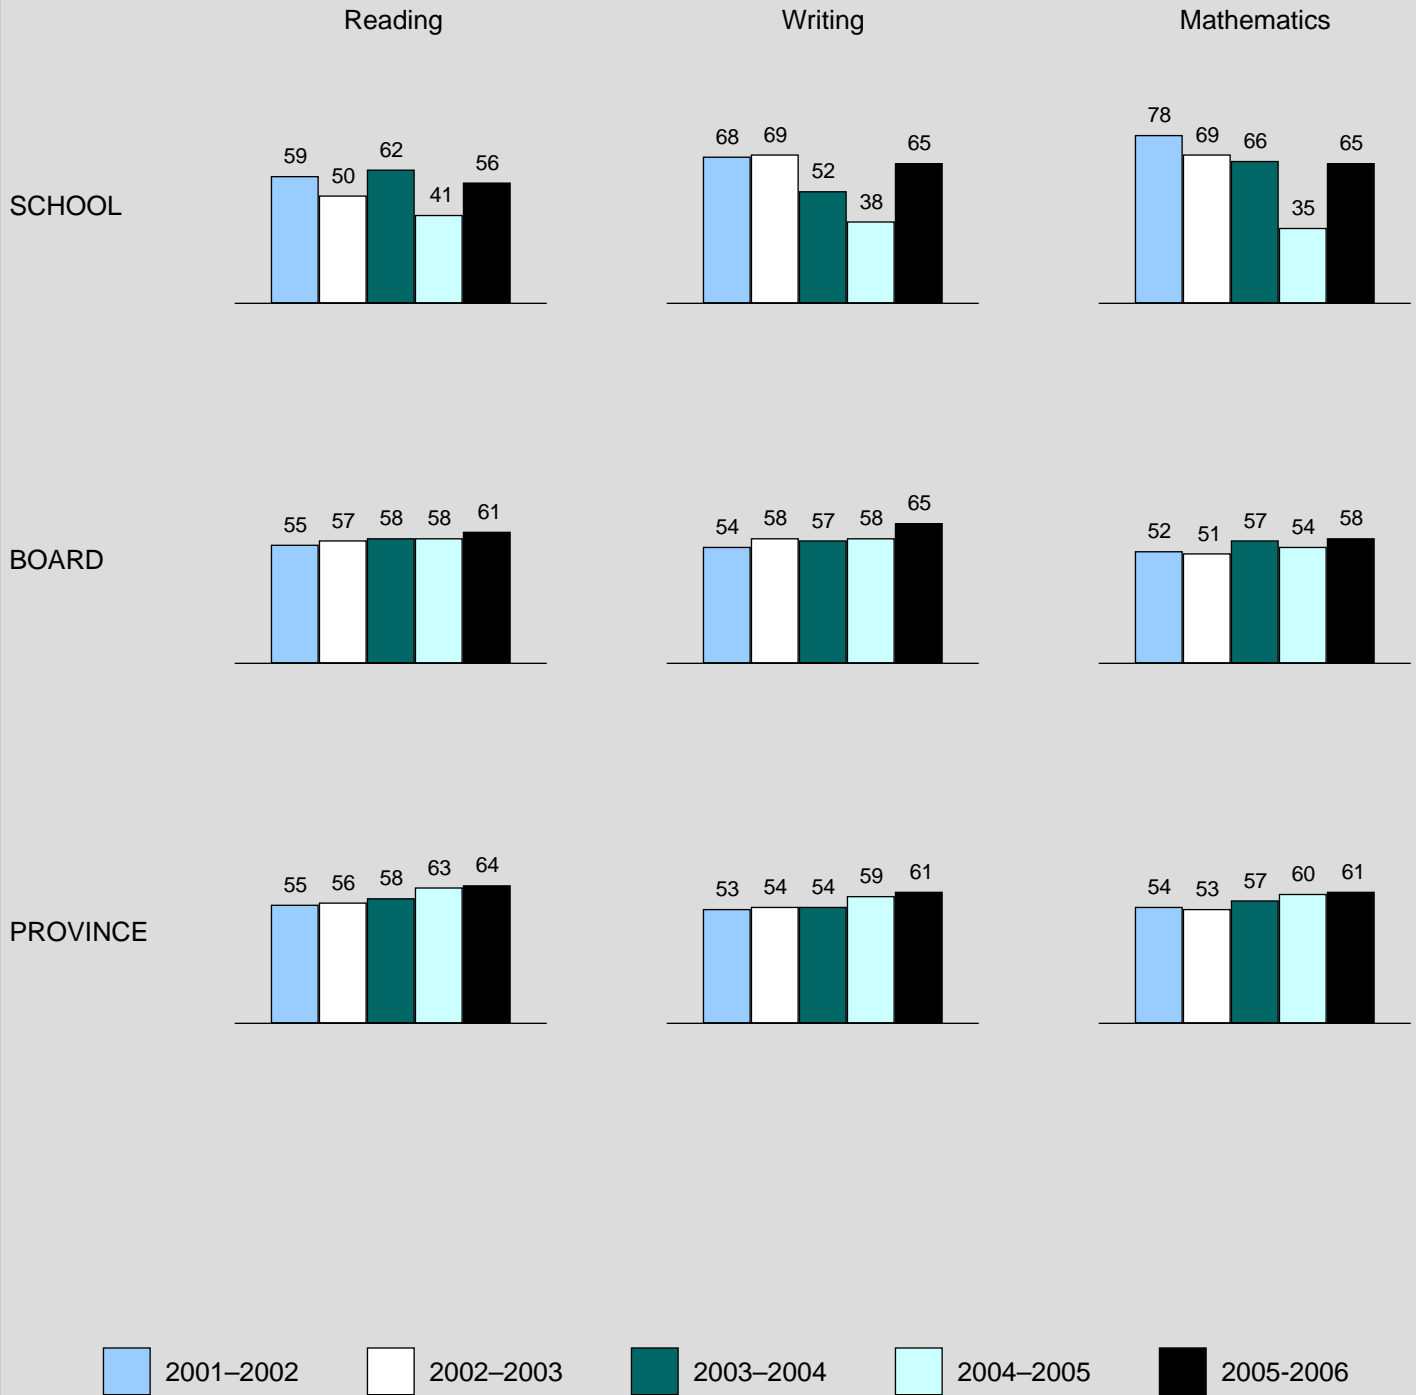 Reading Writing Mathematics
SCHOOL
59 50 62 41 56
68 69 52 38 65
78 69 66 35 65
BOARD
55 57 58 58 61
54 58 57 58 65
52 51 57 54 58
PROVINCE
55 56 58 63 64
53 54 54 59 61
54 53 57 60 61
2001–2002 2002–2003 2003–2004 2004–2005 2005-2006